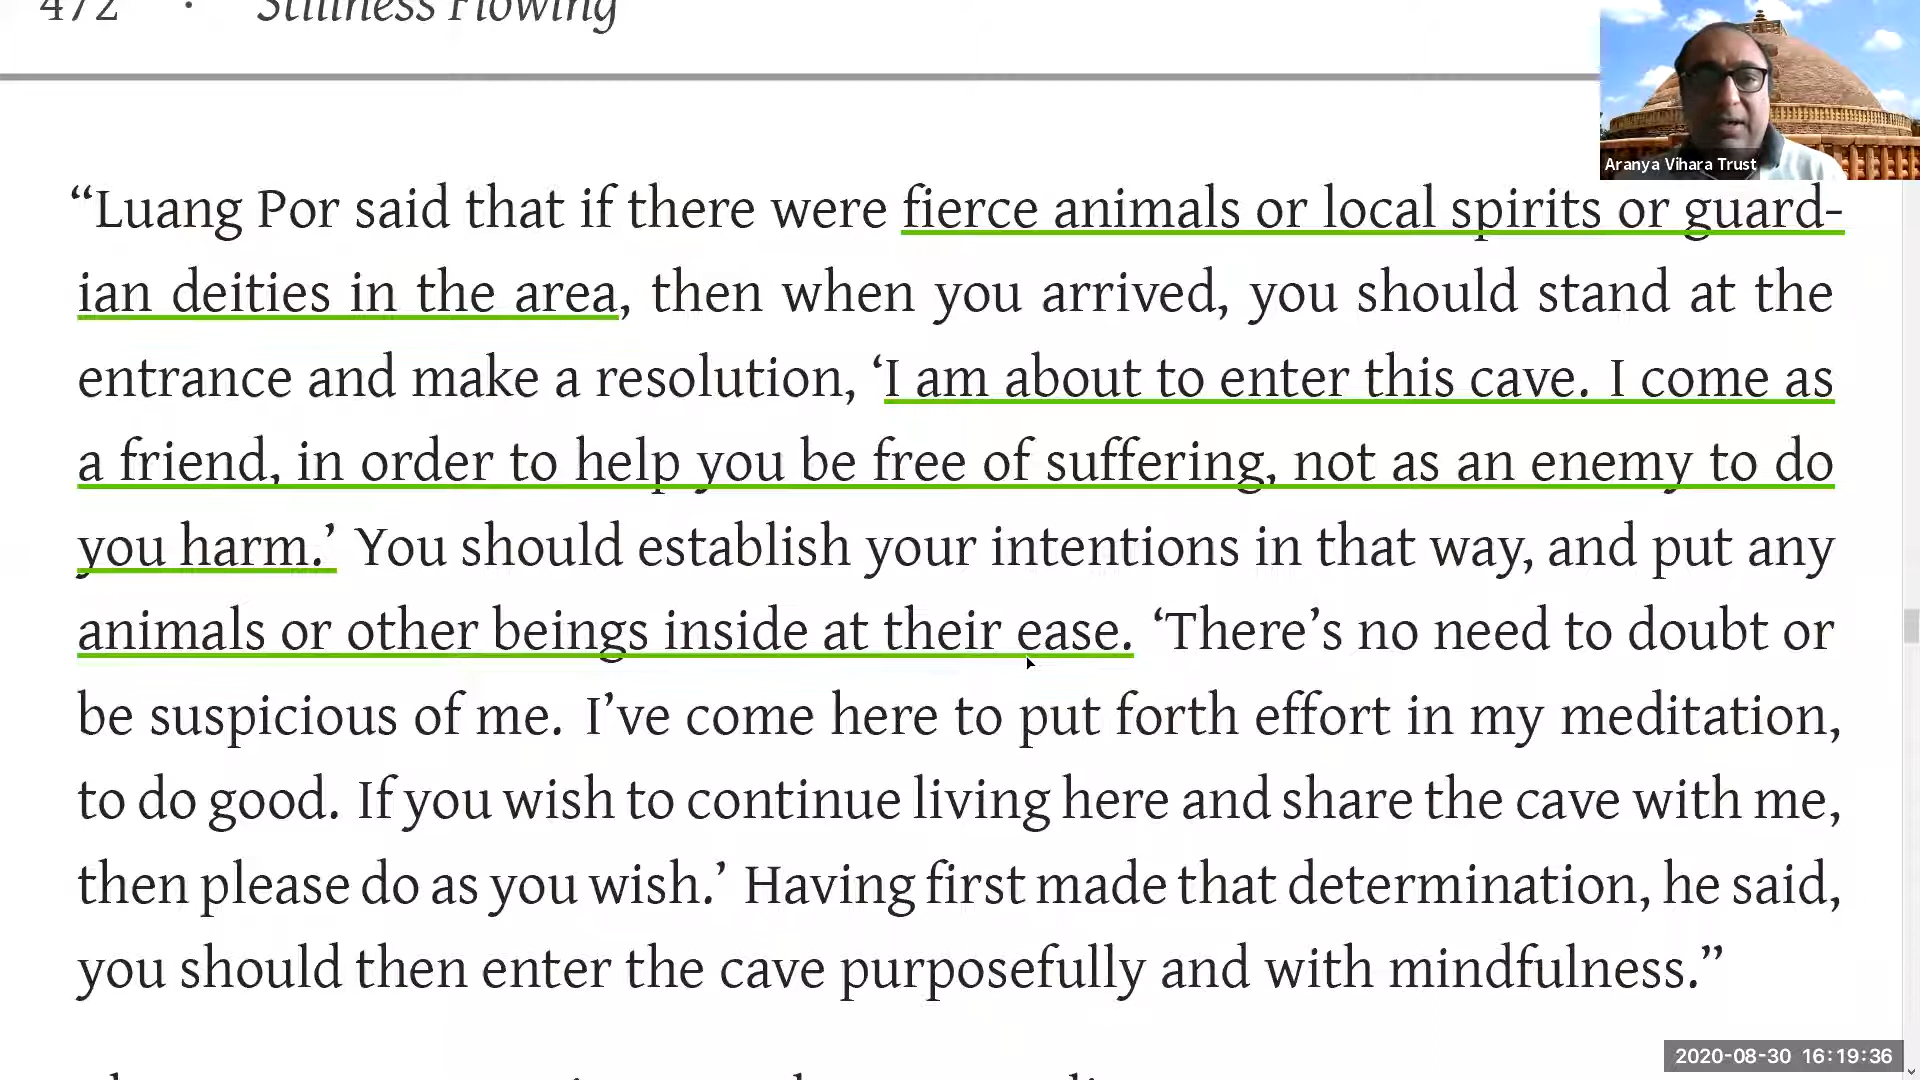 472 · Stillness Flowing
Aranya Vihara Trust
“Luang Por said that if there were fierce animals or local spirits or guard-
ian deities in the area, then when you arrived, you should stand at the
entrance and make a resolution, ‘I am about to enter this cave. I come as
a friend, in order to help you be free of suffering, not as an enemy to do
you harm.’ You should establish your intentions in that way, and put any
animals or other beings inside at their ease. ‘There’s no need to doubt or
be suspicious of me. I’ve come here to put forth effort in my meditation,
to do good. If you wish to continue living here and share the cave with me,
then please do as you wish.’ Having first made that determination, he said,
you should then enter the cave purposefully and with mindfulness.”
2020-08-30 16:19:36